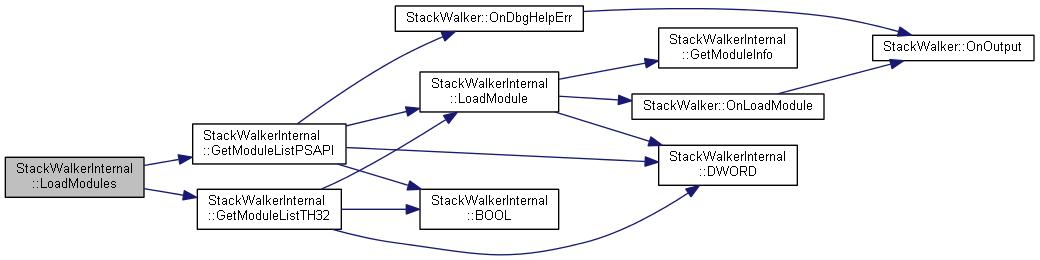 StackWalkerInternal
::LoadModules
StackWalkerInternal
::GetModuleListPSAPI
StackWalkerInternal
::GetModuleListTH32
StackWalker::OnDbgHelpErr
StackWalkerInternal
::LoadModule
StackWalkerInternal
::BOOL
StackWalkerInternal
::GetModuleInfo
StackWalker::OnLoadModule
StackWalkerInternal
::DWORD
StackWalker::OnOutput